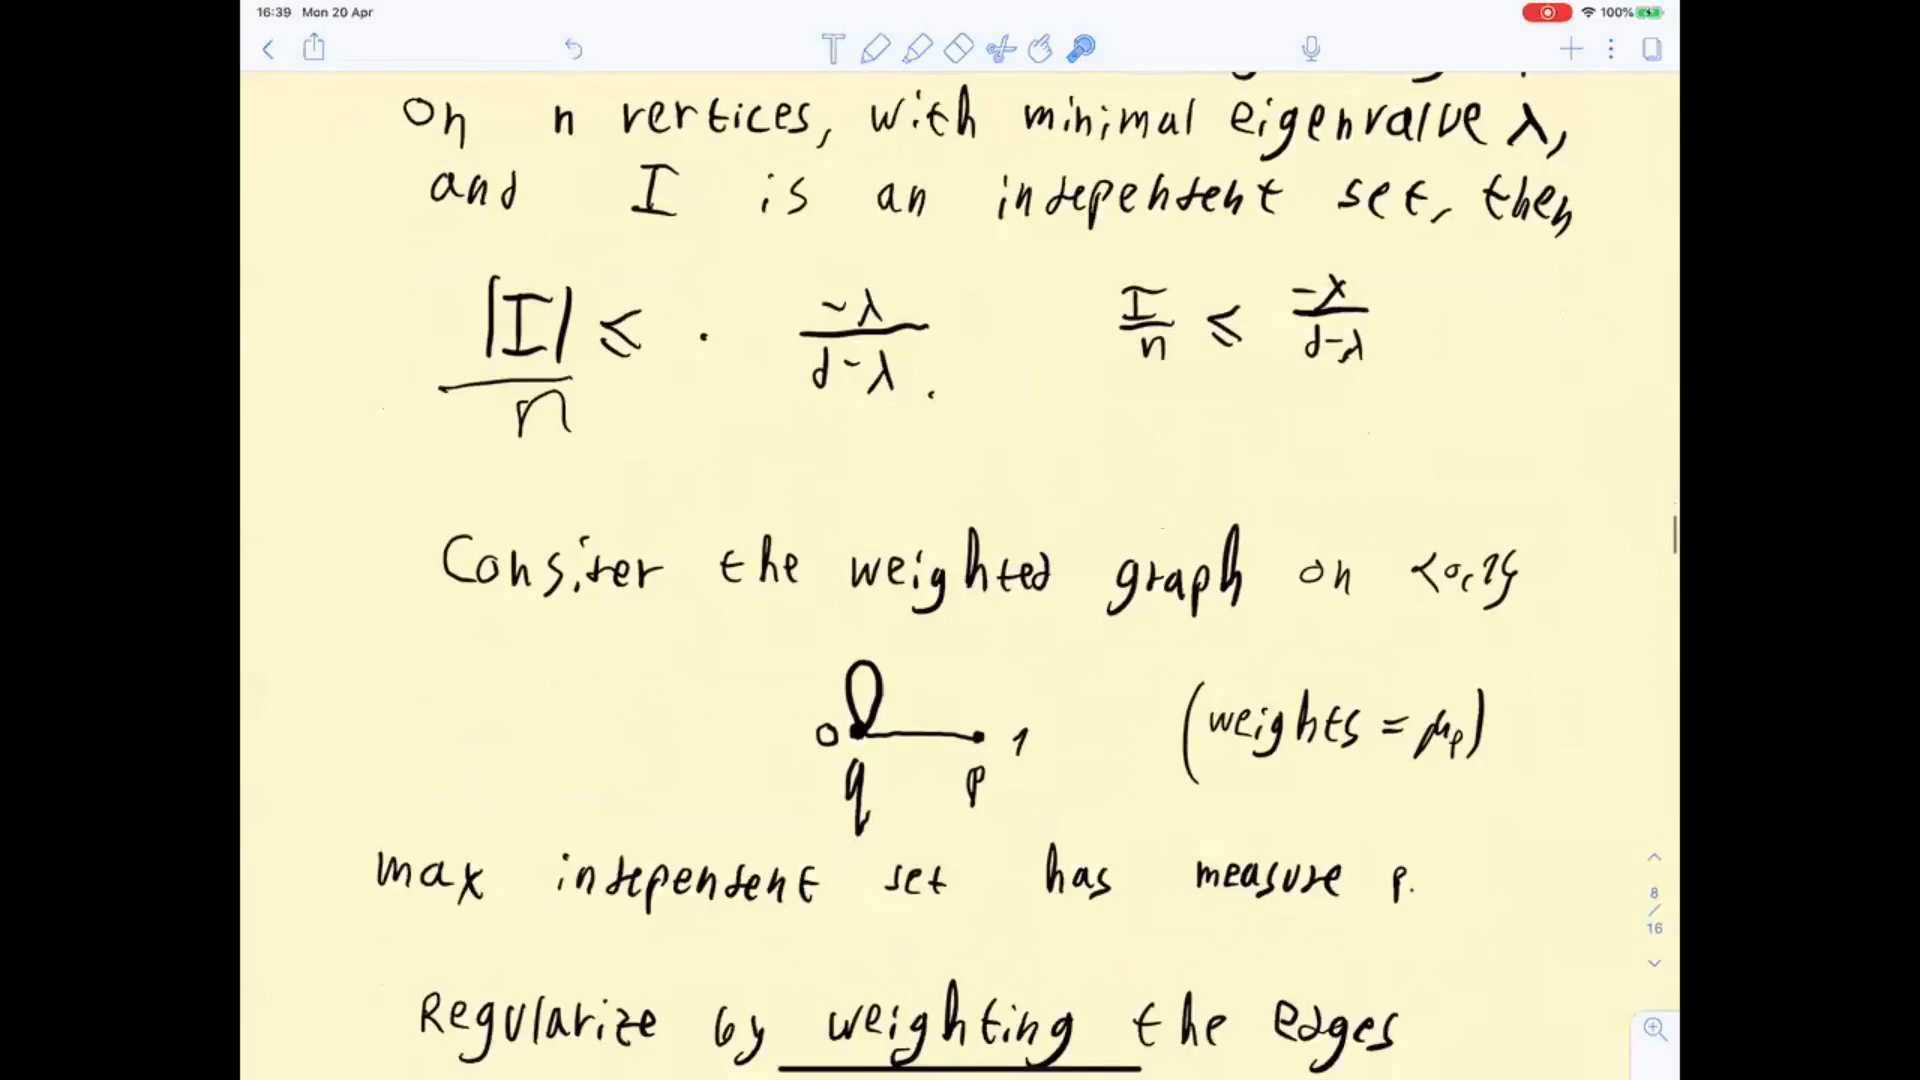 16:39 Mon 20 Apr 100%
on n vertices, with minimal eigenvalue λ,
and I is an independent set, then
|I|/n ≤ . -λ/d-λ . I/n ≤ -λ/d-λ
Consider the weighted graph on {0,1}
0 1 (weights = μp)
q p
max independent set has measure p.
8
/
16
Regularize by weighting the edges